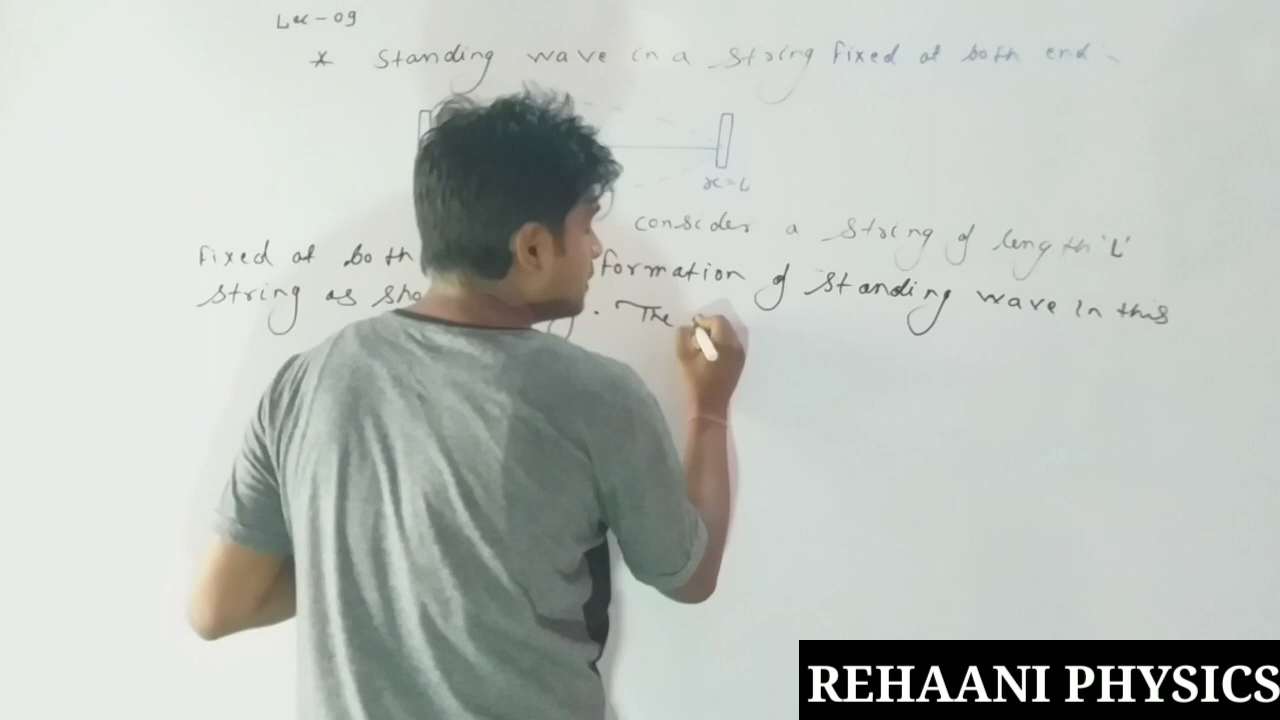 Lec-09
* Standing wave in a string fixed at both end
x=L
consider a string of length 'L'
fixed at both formation of standing wave in this
string as sho . The
REHAANI PHYSICS